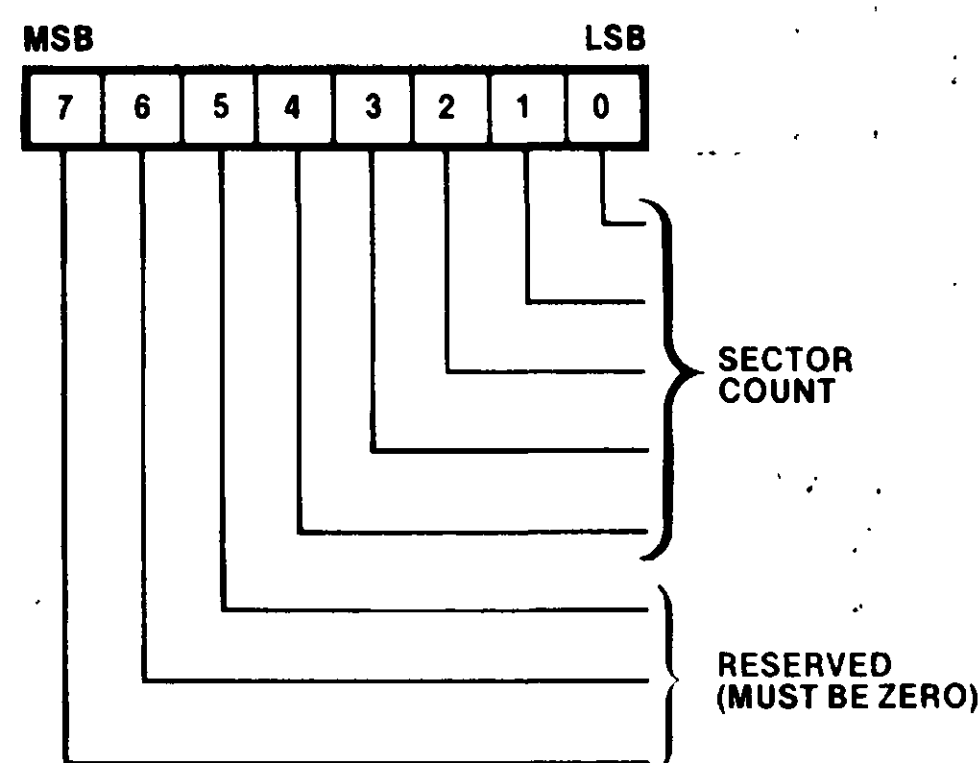 MSB LSB
7 6 5 4 3 2 1 0
SECTOR
COUNT
RESERVED
(MUST BE ZERO)